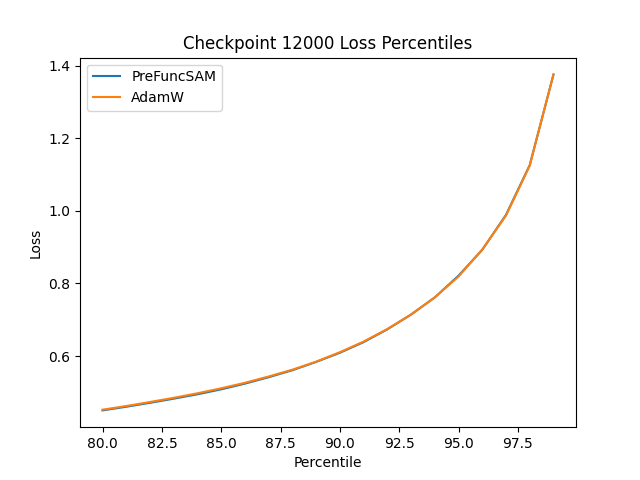 Checkpoint 12000 Loss Percentiles
PreFuncSAM
AdamW
Loss
1.4
1.2
1.0
0.8
0.6
80.0 82.5 85.0 87.5 90.0 92.5 95.0 97.5
Percentile